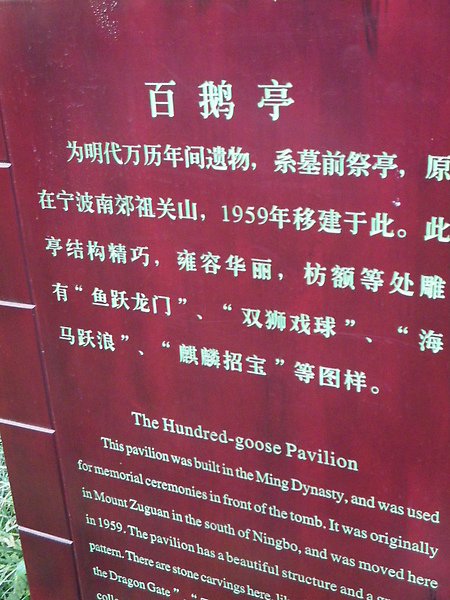 百鹅亭
为明代万历年间遗物，系墓前祭亭，原
在宁波南郊祖关山，1959年移建于此。此
亭结构精巧，雍容华丽，枋额等处雕
有“鱼跃龙门”、“双狮戏球”、“海
马跃浪”、“麒麟招宝”等图样。
The Hundred-goose Pavilion
This pavilion was built in the Ming Dynasty, and was used
for memorial ceremonies in front of the tomb. It was originally
in Mount Zuguan in the south of Ningbo, and was moved here
in 1959. The pavilion has a beautiful structure and a
pattern. There are stone carvings here,
the Dragon Gate”